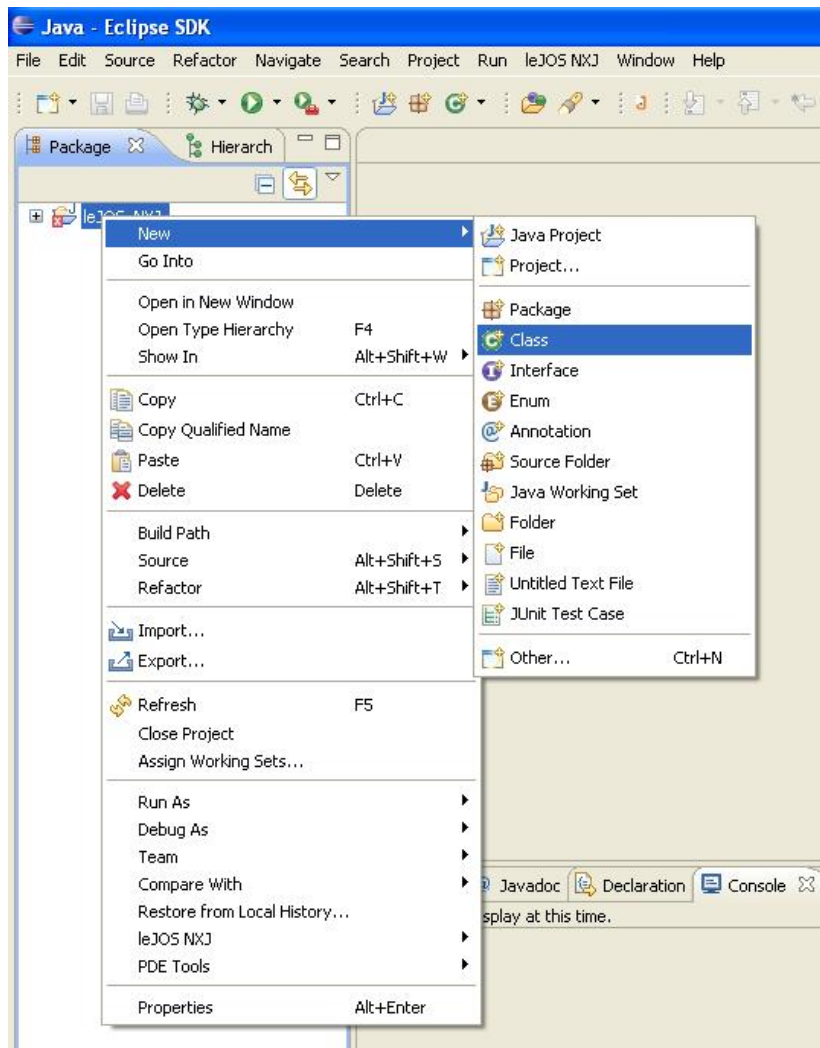 Java - Eclipse SDK
File Edit Source Refactor Navigate Search Project Run leJOS NXJ Window Help
Package Hierarch
leJOS NXJ
New
Go Into
Open in New Window
Open Type Hierarchy F4
Show In Alt+Shift+W
Copy Ctrl+C
Copy Qualified Name
Paste Ctrl+V
Delete Delete
Build Path
Source Alt+Shift+S
Refactor Alt+Shift+T
Import...
Export...
Refresh F5
Close Project
Assign Working Sets...
Run As
Debug As
Team
Compare With
Restore from Local History...
leJOS NXJ
PDE Tools
Properties Alt+Enter
Java Project
Project...
Package
Class
Interface
Enum
Annotation
Source Folder
Java Working Set
Folder
File
Untitled Text File
JUnit Test Case
Other... Ctrl+N
Javadoc Declaration Console
splay at this time.